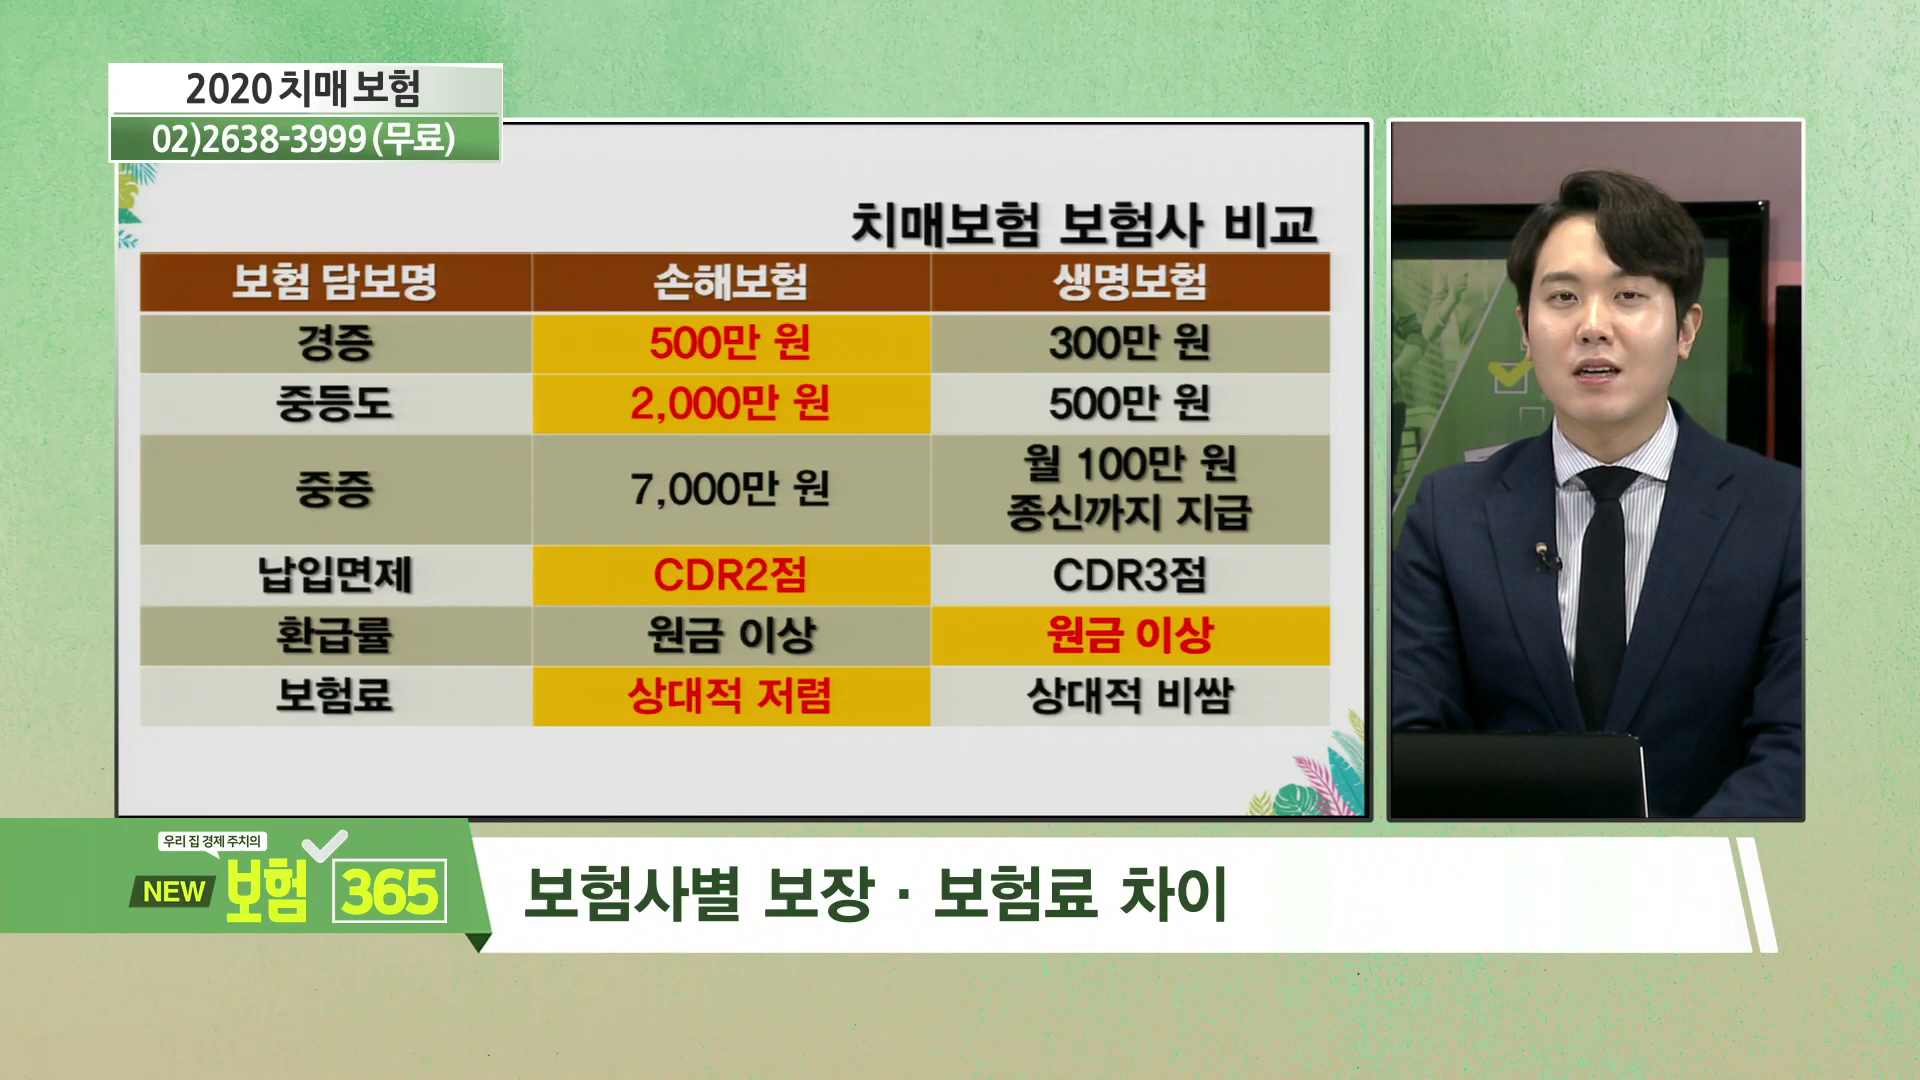 2020 치매 보험
02)2638-3999 (무료)
치매보험 보험사 비교
보험 담보명 손해보험 생명보험
경증 500만 원 300만 원
중등도 2,000만 원 500만 원
중증 7,000만 원 월 100만 원
종신까지 지급
납입면제 CDR2점 CDR3점
환급률 원금 이상 원금 이상
보험료 상대적 저렴 상대적 비쌈
우리 집 경제 주치의
NEW 보험 365
보험사별 보장 · 보험료 차이